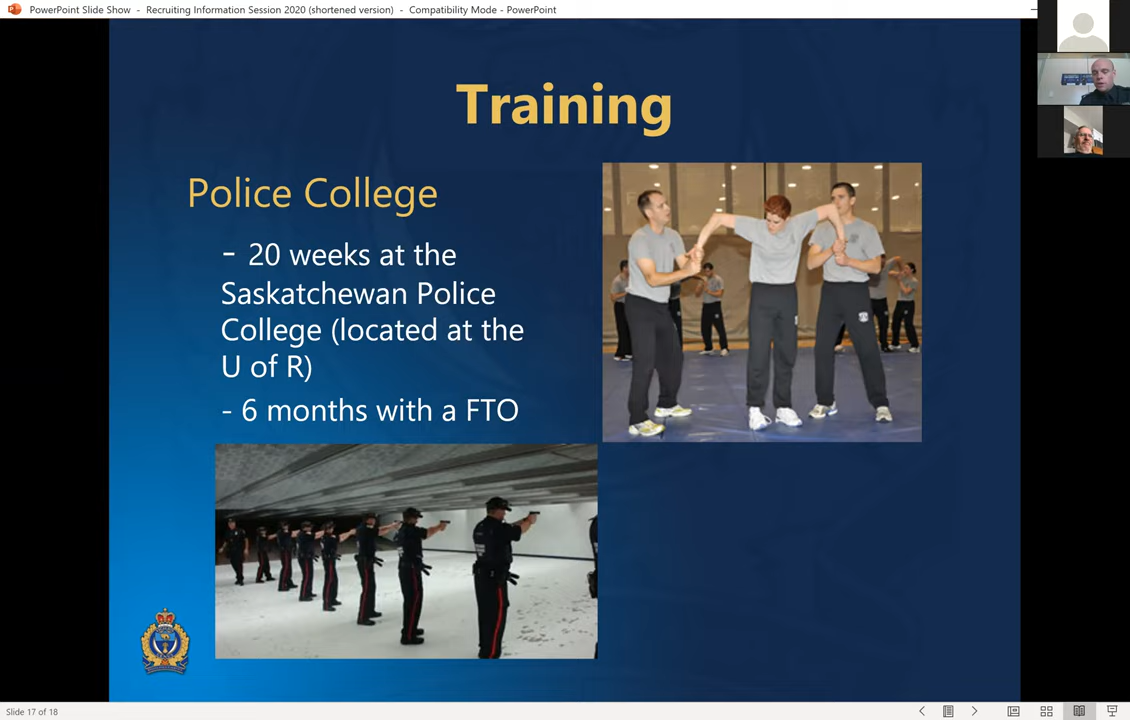 PowerPoint Slide Show - Recruiting Information Session 2020 (shortened version) - Compatibility Mode - PowerPoint
Training
Police College
- 20 weeks at the
Saskatchewan Police
College (located at the
U of R)
- 6 months with a FTO
Slide 17 of 18